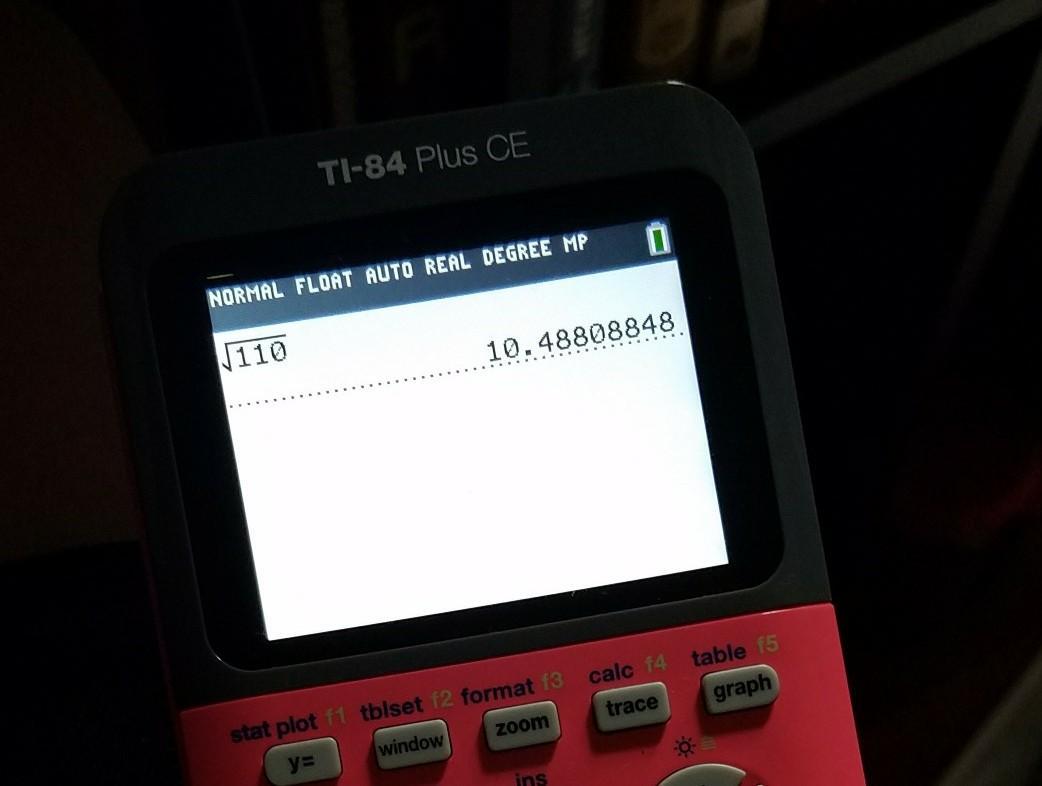 TI-84 Plus CE
NORMAL FLOAT AUTO REAL DEGREE MP
√110 10.48808848
stat plot f1 tblset f2 format f3 calc f4 table f5
y= window zoom trace graph
ins